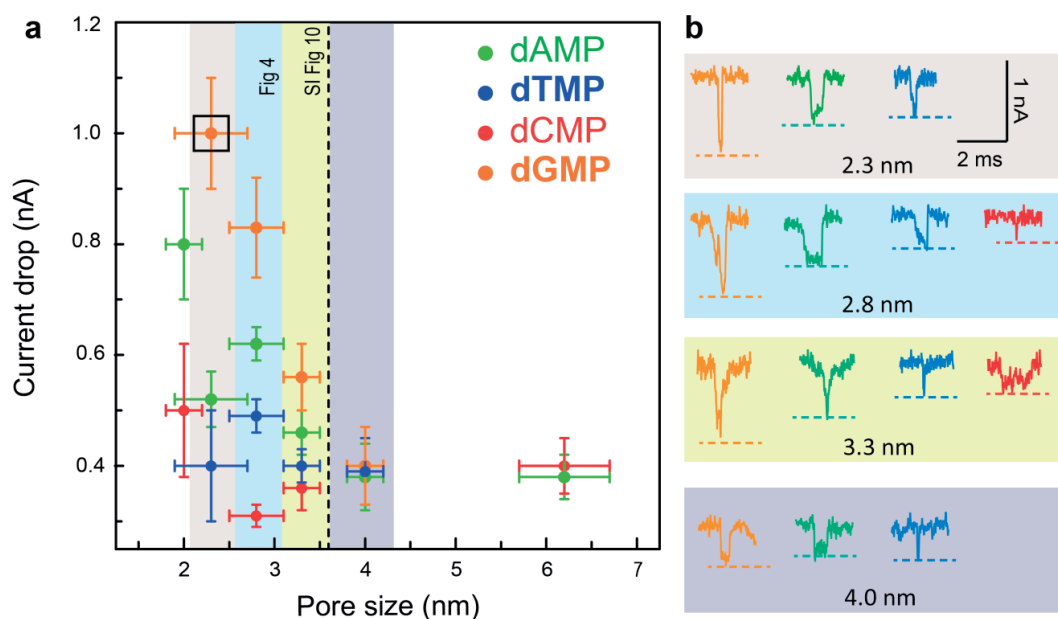 a
1.2
1.0
0.8
0.6
0.4
Current drop (nA)
2
3
4
5
6
7
Pore size (nm)
Fig 4
SI Fig 10
dAMP
dTMP
dCMP
dGMP
b
1 nA
2 ms
2.3 nm
2.8 nm
3.3 nm
4.0 nm